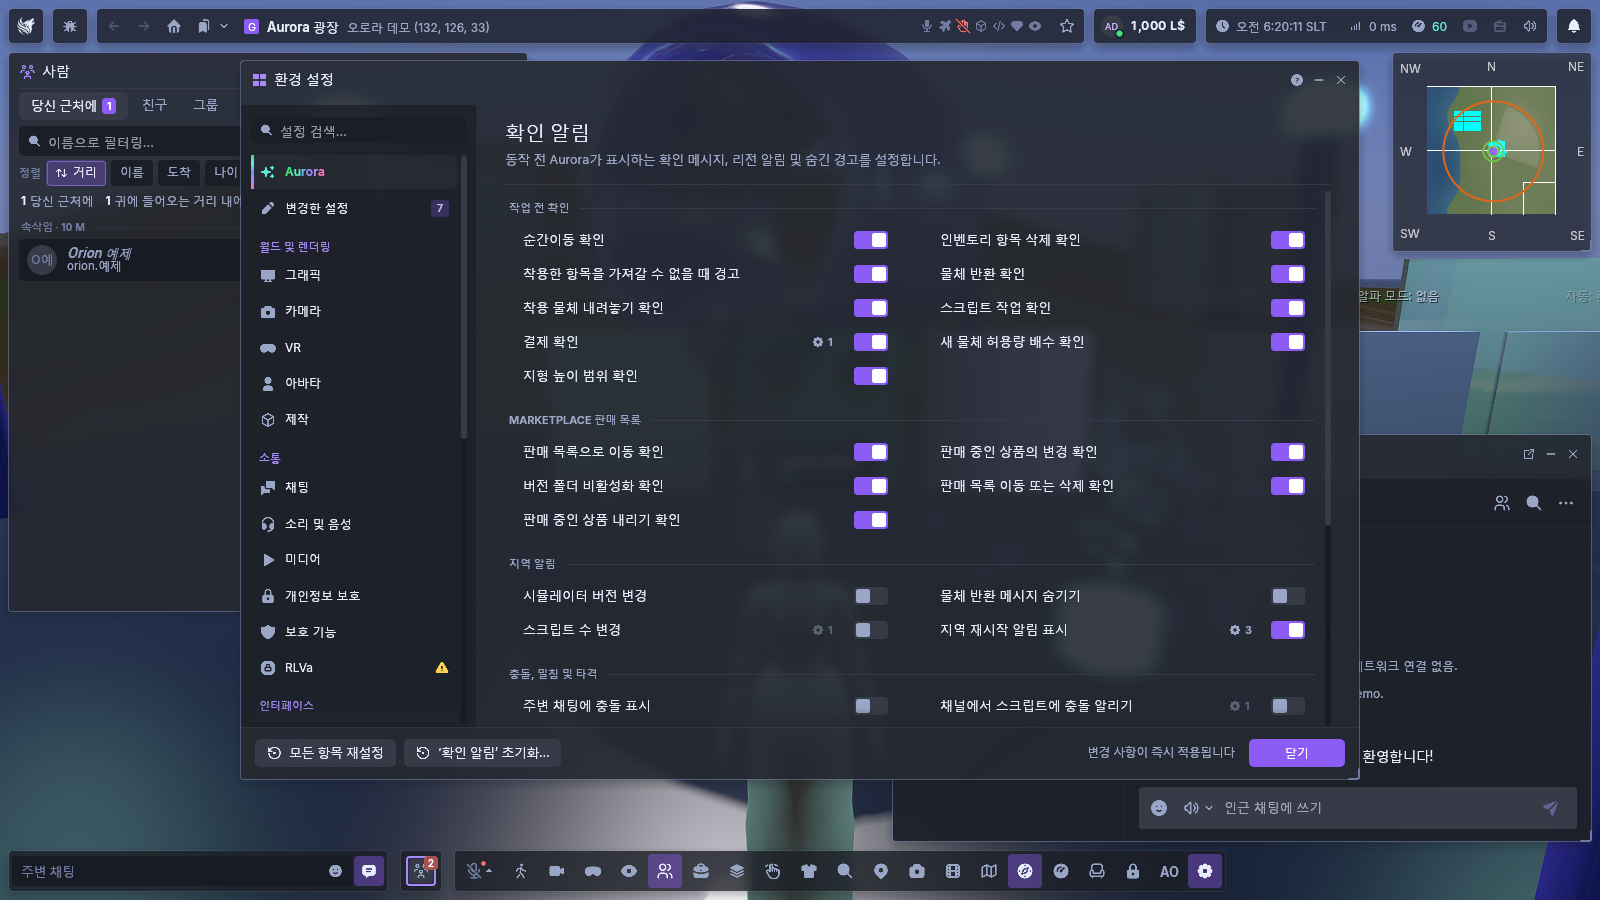 Aurora 광장 오로라 데모 (132, 126, 33)
AD 1,000 L$
오전 6:20:11 SLT
0 ms
60
사람
당신 근처에 1
친구
그룹
이름으로 필터링...
정렬
거리
이름
도착
1 당신 근처에 1 귀에 들어오는 거리
속삭임 · 10 M
O예
Orion 예제
orion.예제
환경 설정
설정 검색...
Aurora
변경한 설정 7
월드 및 렌더링
그래픽
카메라
VR
아바타
제작
소통
채팅
소리 및 음성
미디어
개인정보 보호
보호 기능
RLVa
인터페이스
확인 알림
동작 전 Aurora가 표시하는 확인 메시지, 리전 알림 및 숨긴 경고를 설정합니다.
작업 전 확인
순간이동 확인
인벤토리 항목 삭제 확인
착용한 항목을 가져갈 수 없을 때 경고
물체 반환 확인
착용 물체 내려놓기 확인
스크립트 작업 확인
결제 확인 1
새 물체 허용량 배수 확인
지형 높이 범위 확인
MARKETPLACE 판매 목록
판매 목록으로 이동 확인
판매 중인 상품의 변경 확인
버전 폴더 비활성화 확인
판매 목록 이동 또는 삭제 확인
판매 중인 상품 내리기 확인
지역 알림
시뮬레이터 버전 변경
물체 반환 메시지 숨기기
스크립트 수 변경 1
지역 재시작 알림 표시 3
충돌, 밀침 및 타격
주변 채팅에 충돌 표시
채널에서 스크립트에 충돌 알리기 1
모든 항목 재설정
‘확인 알림’ 초기화...
변경 사항이 즉시 적용됩니다
닫기
NW N NE
W E
SW S SE
알파 모드: 없음
자동:
네트워크 연결 없음.
emo.
환영합니다!
인근 채팅에 쓰기
주변 채팅
2
AO